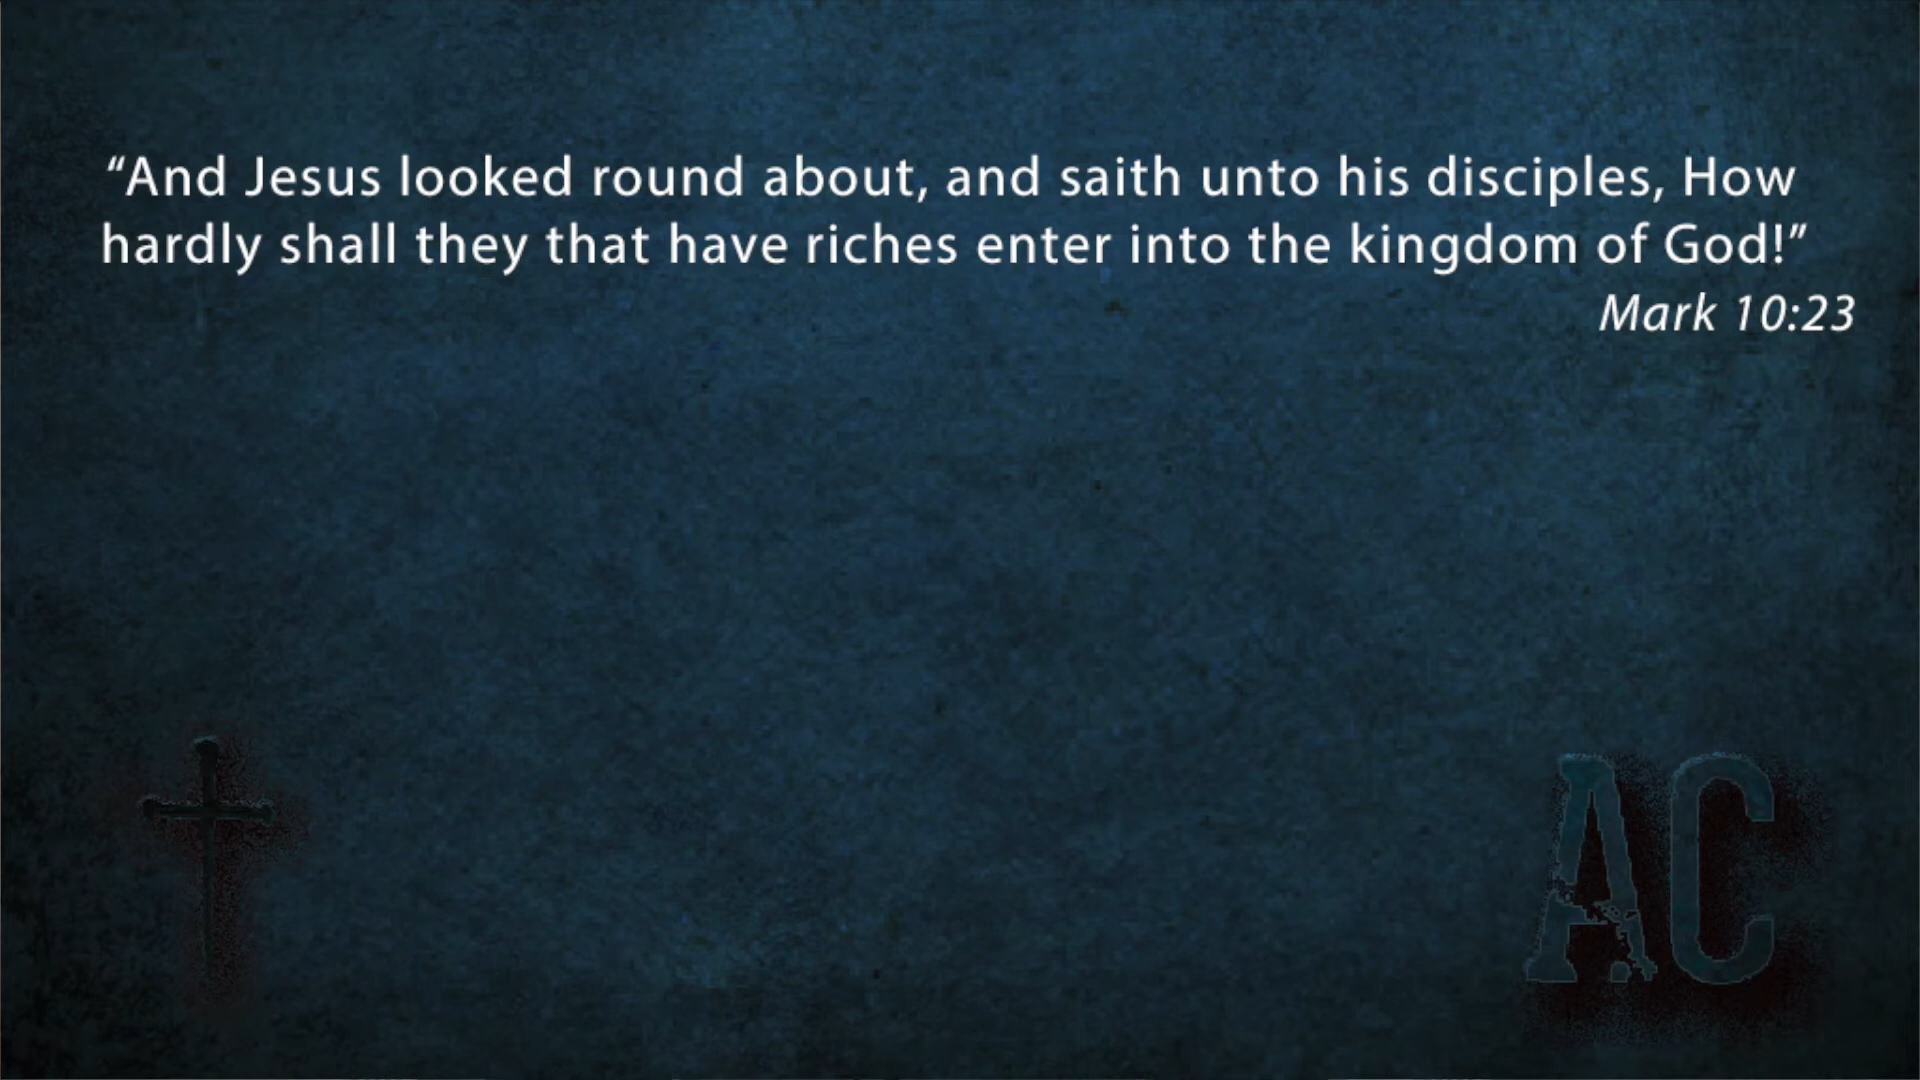 “And Jesus looked round about, and saith unto his disciples, How
hardly shall they that have riches enter into the kingdom of God!”
Mark 10:23
AC